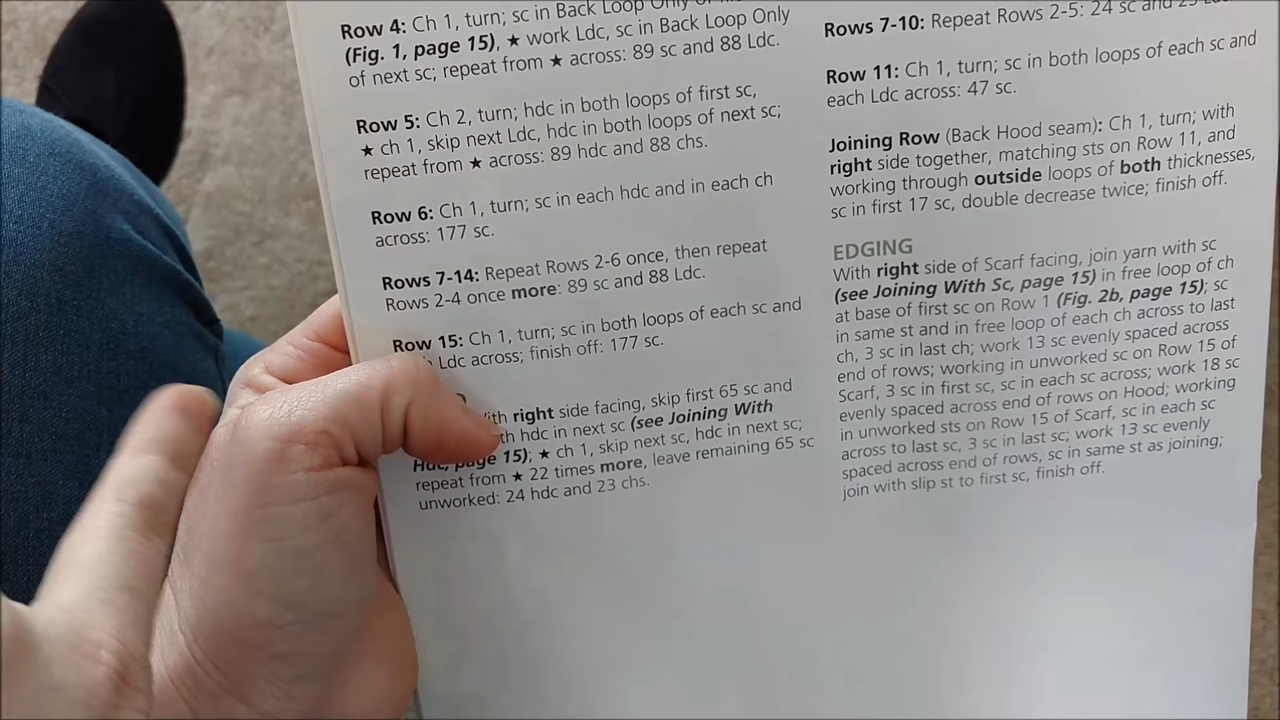 Row 4: Ch 1, turn; sc in Back Loop Only
(Fig. 1, page 15), ★ work Ldc, sc in Back Loop Only
of next sc; repeat from ★ across: 89 sc and 88 Ldc.
Row 5: Ch 2, turn; hdc in both loops of first sc,
★ ch 1, skip next Ldc, hdc in both loops of next sc;
repeat from ★ across: 89 hdc and 88 chs.
Row 6: Ch 1, turn; sc in each hdc and in each ch
across: 177 sc.
Rows 7-14: Repeat Rows 2-6 once, then repeat
Rows 2-4 once more: 89 sc and 88 Ldc.
Row 15: Ch 1, turn; sc in both loops of each sc and
Ldc across; finish off: 177 sc.
right side facing, skip first 65 sc and
hdc in next sc (see Joining With
Hdc, page 15); ★ ch 1, skip next sc, hdc in next sc;
repeat from ★ 22 times more, leave remaining 65 sc
unworked: 24 hdc and 23 chs.
Rows 7-10: Repeat Rows 2-5: 24 sc and 23
Row 11: Ch 1, turn; sc in both loops of each sc and
each Ldc across: 47 sc.
Joining Row (Back Hood seam): Ch 1, turn; with
right side together, matching sts on Row 11, and
working through outside loops of both thicknesses,
sc in first 17 sc, double decrease twice; finish off.
EDGING
With right side of Scarf facing, join yarn with sc
(see Joining With Sc, page 15) in free loop of ch
at base of first sc on Row 1 (Fig. 2b, page 15); sc
in same st and in free loop of each ch across to last
ch, 3 sc in last ch; work 13 sc evenly spaced across
end of rows; working in unworked sc on Row 15 of
Scarf, 3 sc in first sc, sc in each sc across; work 18 sc
evenly spaced across end of rows on Hood; working
in unworked sts on Row 15 of Scarf, sc in each sc
across to last sc, 3 sc in last sc; work 13 sc evenly
spaced across end of rows, sc in same st as joining;
join with slip st to first sc, finish off.